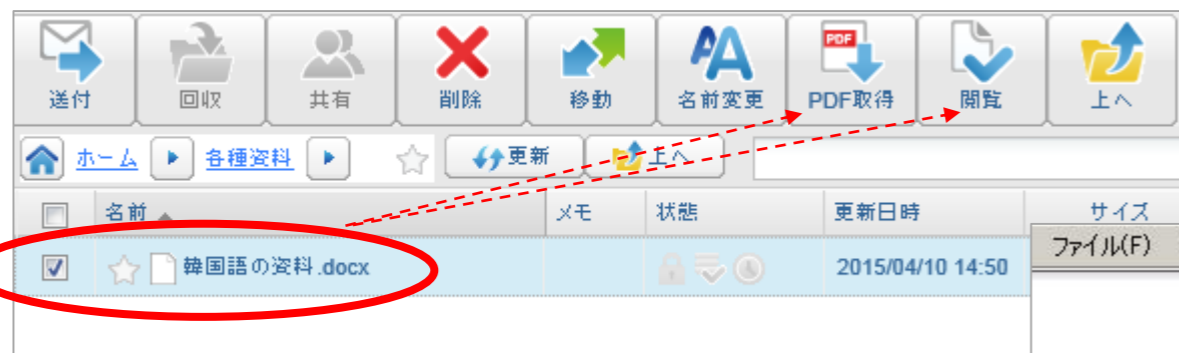 送付 回収 共有 削除 移動 名前変更 PDF PDF取得 閲覧 上へ
ホーム 各種資料 更新 上へ
名前 メモ 状態 更新日時 サイズ
ファイル(F)
韓国語の資料.docx 2015/04/10 14:50